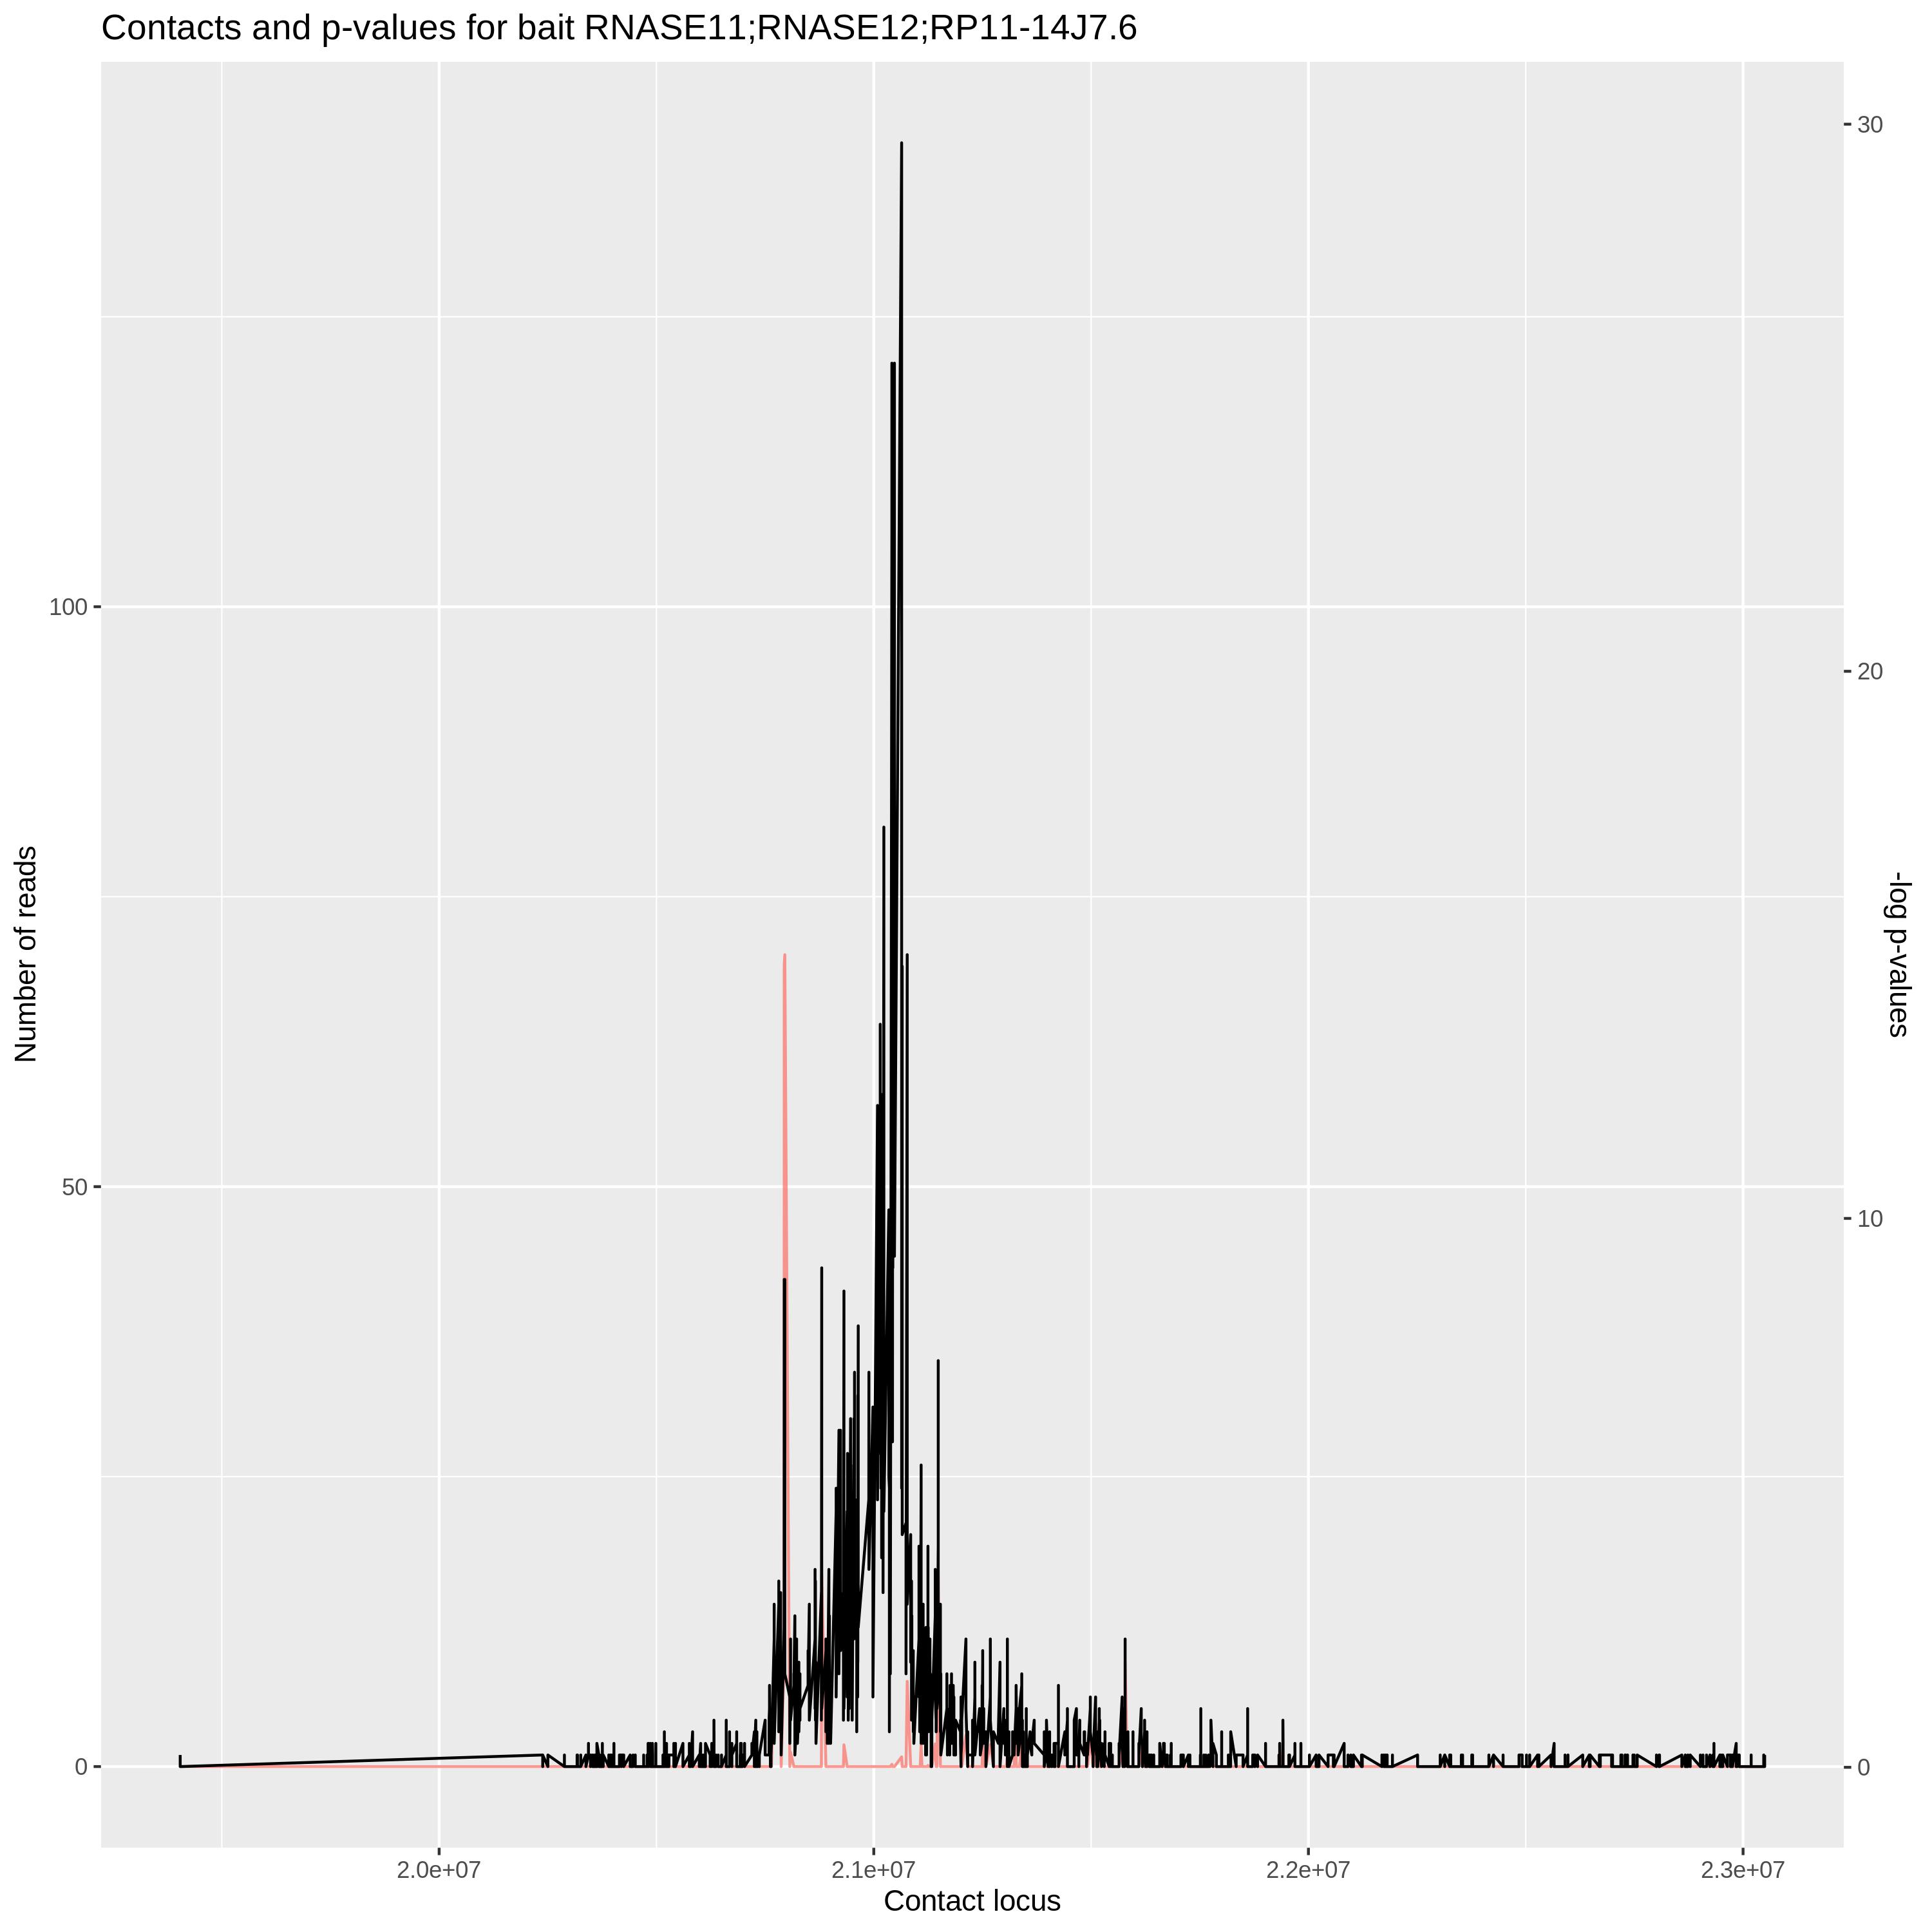 Contacts and p-values for bait RNASE11;RNASE12;RP11-14J7.6
30
100
20
Number of reads
-log p-values
50
10
0
0
2.0e+07
2.1e+07
2.2e+07
2.3e+07
Contact locus